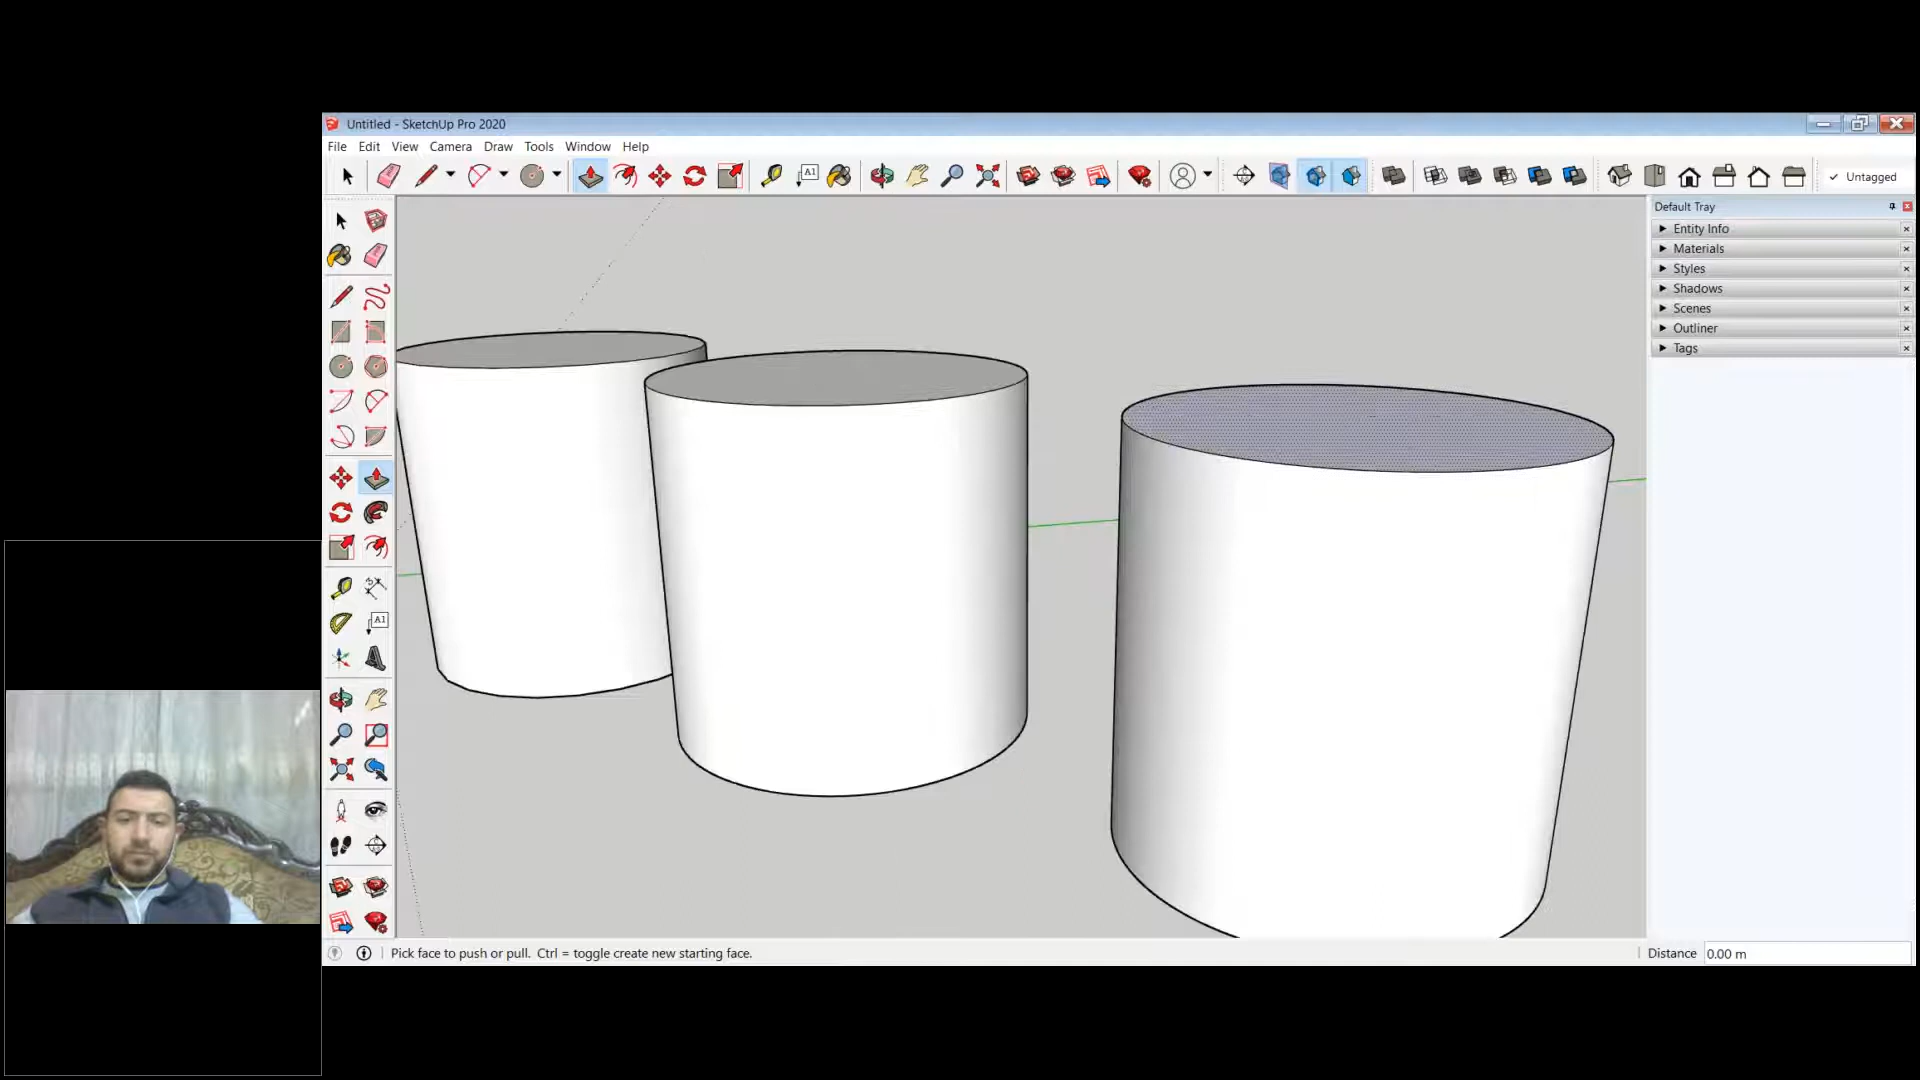 Untitled - SketchUp Pro 2020
File Edit View Camera Draw Tools Window Help
A1
✓ Untagged
Default Tray
Entity Info
Materials
Styles
Shadows
Scenes
Outliner
Tags
A1
Pick face to push or pull. Ctrl = toggle create new starting face.
Distance 0.00 m